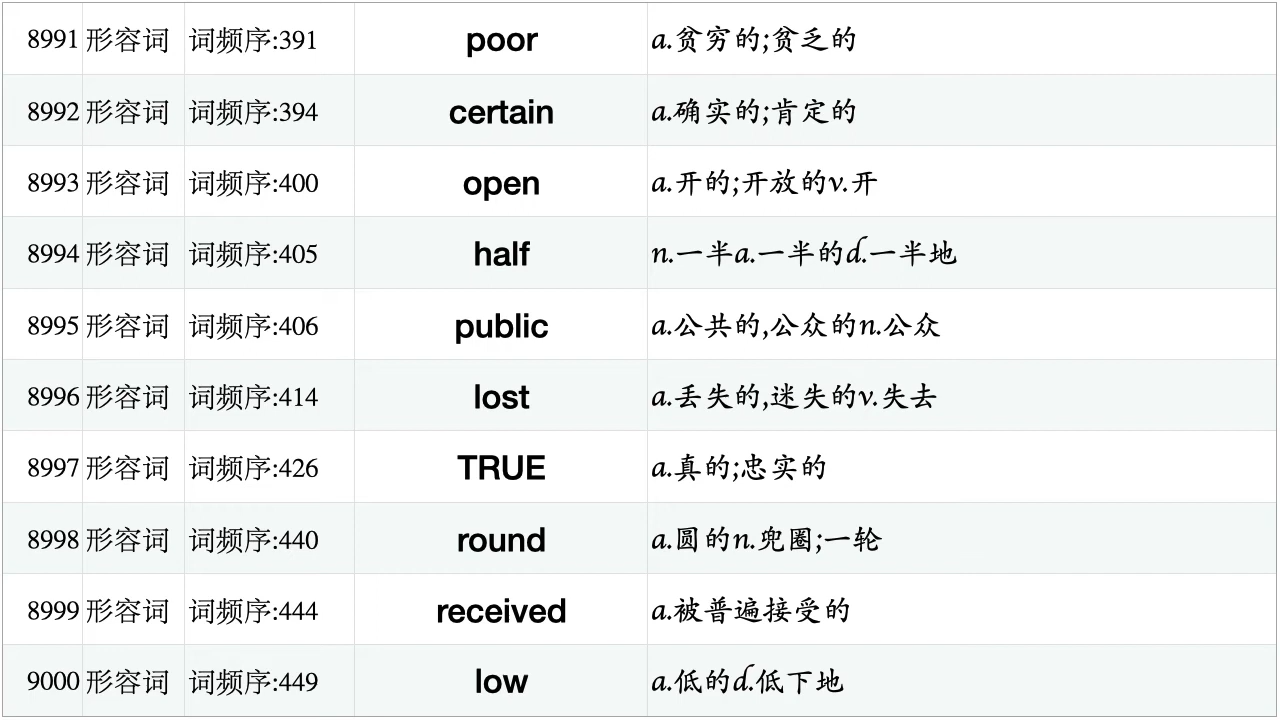 8991 形容词 词频序:391 poor a.贫穷的;贫乏的
8992 形容词 词频序:394 certain a.确实的;肯定的
8993 形容词 词频序:400 open a.开的;开放的v.开
8994 形容词 词频序:405 half n.一半a.一半的d.一半地
8995 形容词 词频序:406 public a.公共的,公众的n.公众
8996 形容词 词频序:414 lost a.丢失的,迷失的v.失去
8997 形容词 词频序:426 TRUE a.真的;忠实的
8998 形容词 词频序:440 round a.圆的n.兜圈;一轮
8999 形容词 词频序:444 received a.被普遍接受的
9000 形容词 词频序:449 low a.低的d.低下地